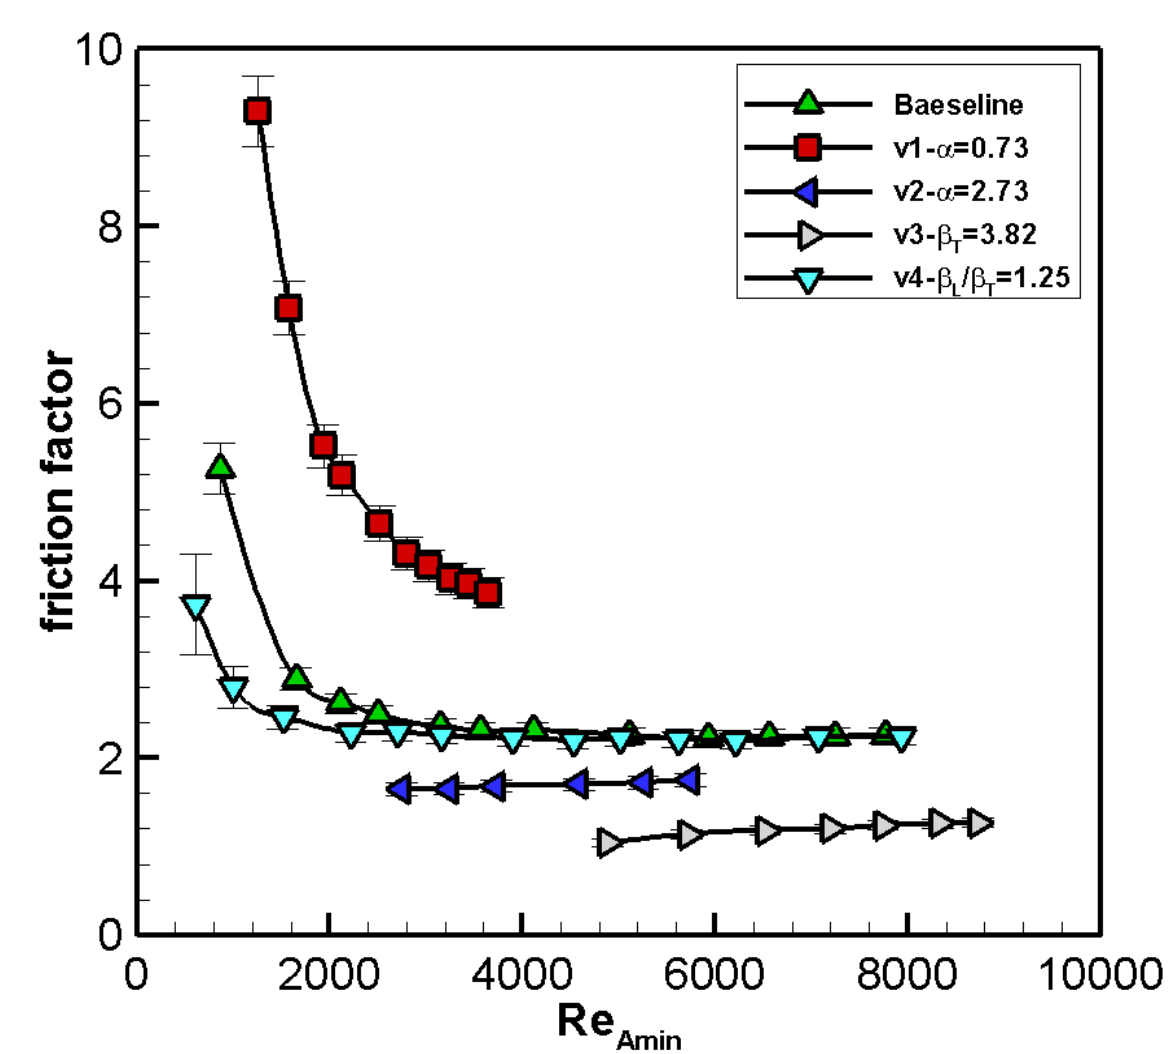 10
8
6
4
2
0
friction factor
Baeseline
v1-α=0.73
v2-α=2.73
v3-βT=3.82
v4-βL/βT=1.25
0 2000 4000 6000 8000 10000
ReAmin